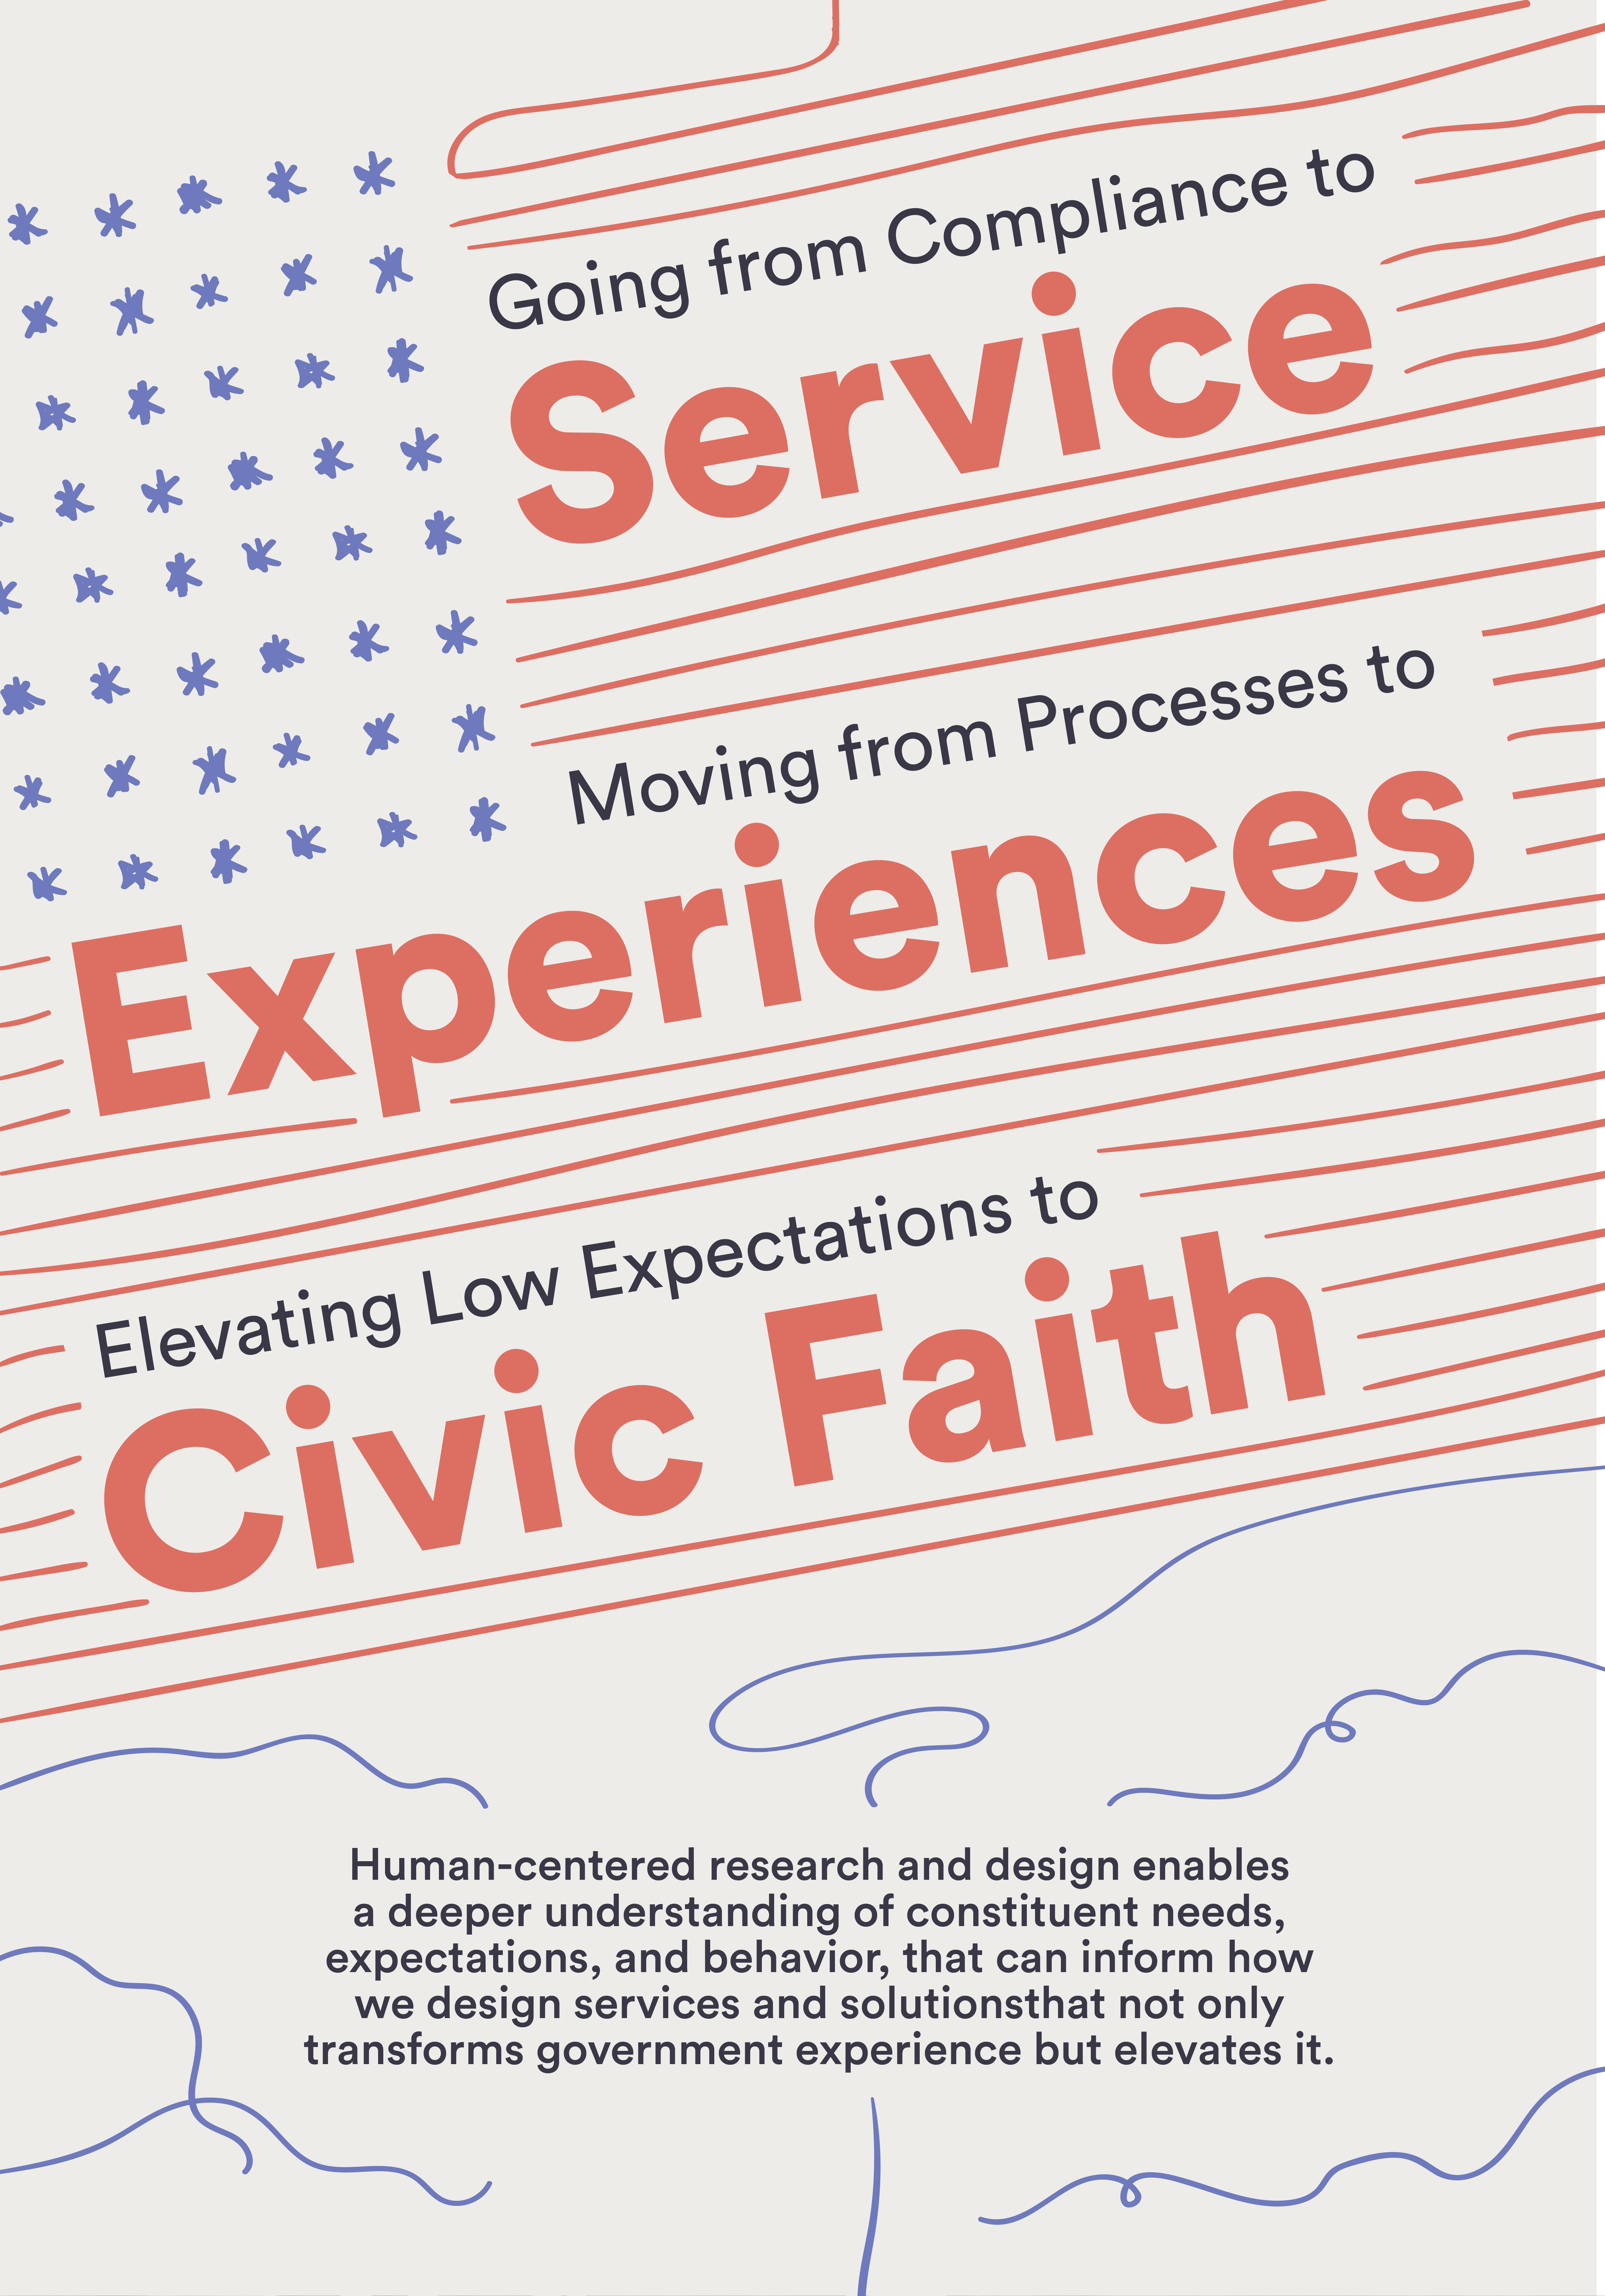 Going from Compliance to
Service
Moving from Processes to
Experiences
Elevating Low Expectations to
Civic Faith
Human-centered research and design enables
a deeper understanding of constituent needs,
expectations, and behavior, that can inform how
we design services and solutionsthat not only
transforms government experience but elevates it.